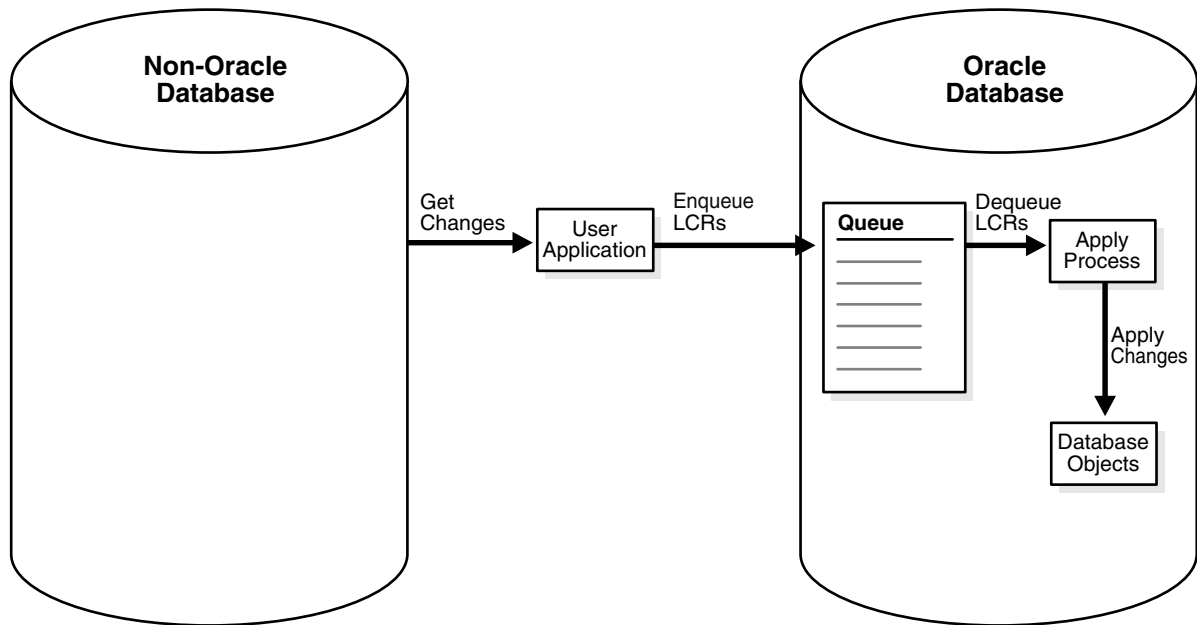 Non-Oracle
Database
Oracle
Database
Get
Changes
User
Application
Enqueue
LCRs
Queue
Dequeue
LCRs
Apply
Process
Apply
Changes
Database
Objects